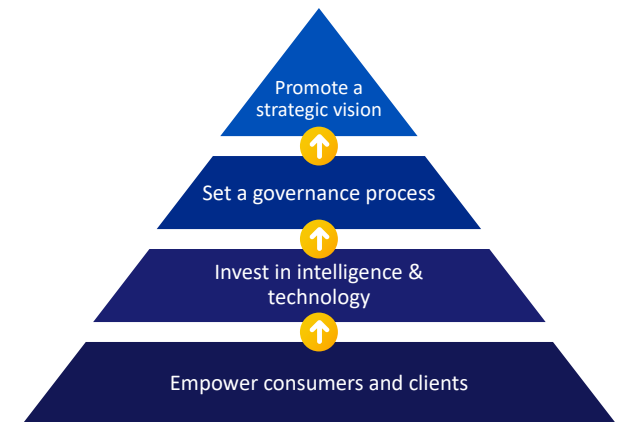 Promote a
strategic vision
Set a governance process
Invest in intelligence &
technology
Empower consumers and clients